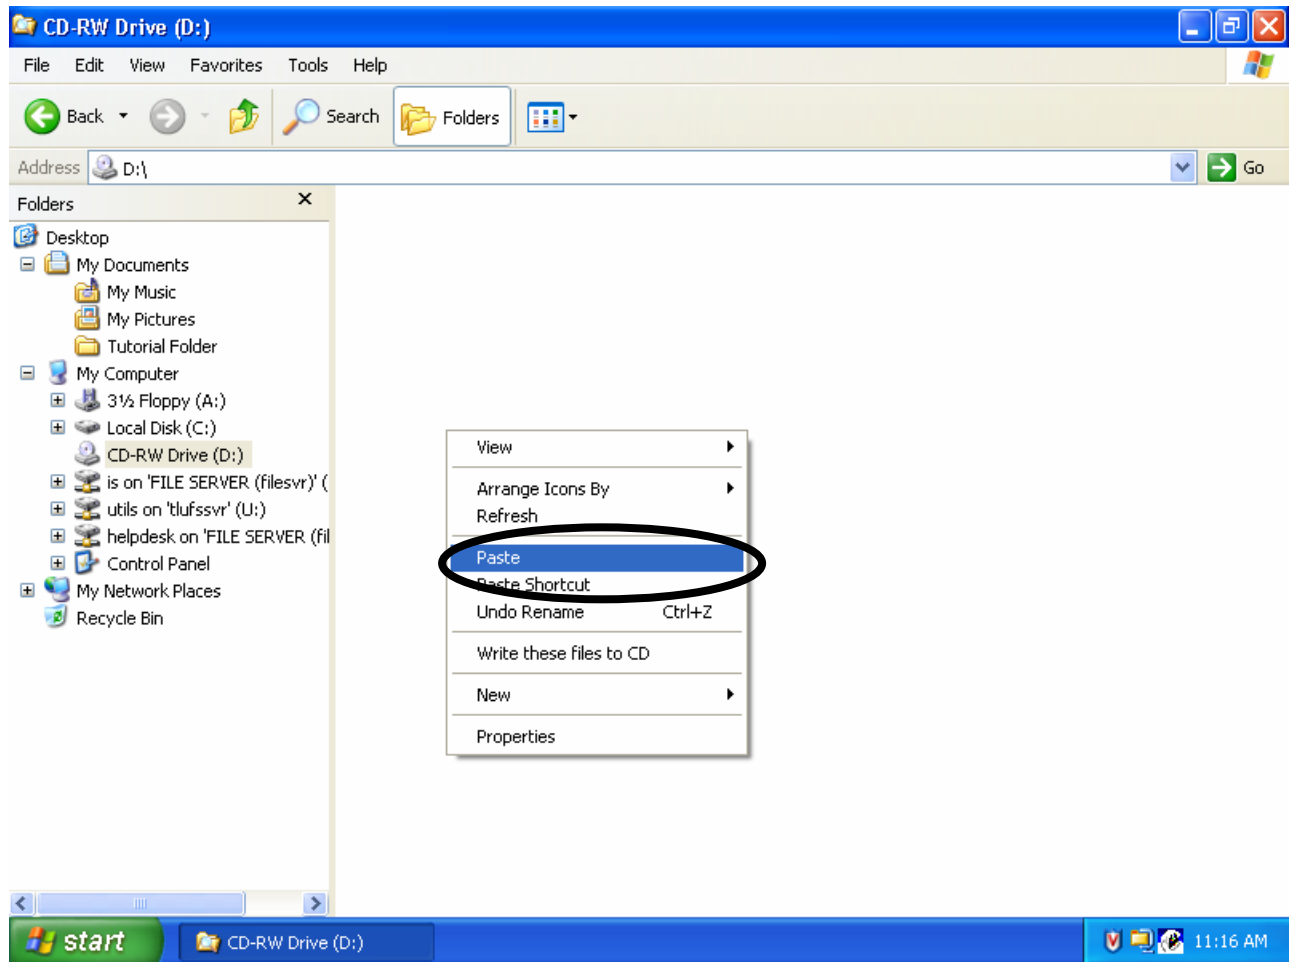 CD-RW Drive (D:)
File Edit View Favorites Tools Help
Back Search Folders
Address D:\ Go
Folders
Desktop
My Documents
My Music
My Pictures
Tutorial Folder
My Computer
3½ Floppy (A:)
Local Disk (C:)
CD-RW Drive (D:)
is on 'FILE SERVER (filesvr)' (
utils on 'tlufssvr' (U:)
helpdesk on 'FILE SERVER (fil
Control Panel
My Network Places
Recycle Bin
View
Arrange Icons By
Refresh
Paste
Paste Shortcut
Undo Rename Ctrl+Z
Write these files to CD
New
Properties
start CD-RW Drive (D:) 11:16 AM